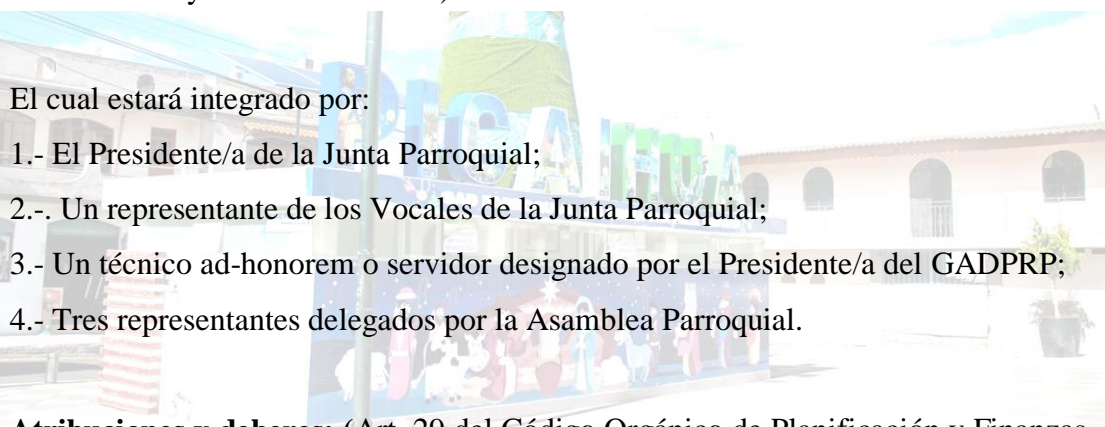 El cual estará integrado por:
PICAIHUA
1.- El Presidente/a de la Junta Parroquial;
2.-. Un representante de los Vocales de la Junta Parroquial;
3.- Un técnico ad-honorem o servidor designado por el Presidente/a del GADPRP;
4.- Tres representantes delegados por la Asamblea Parroquial.
Atribuciones y deberes: (Art. 29 del Código Orgánico de Planificación y Finanzas